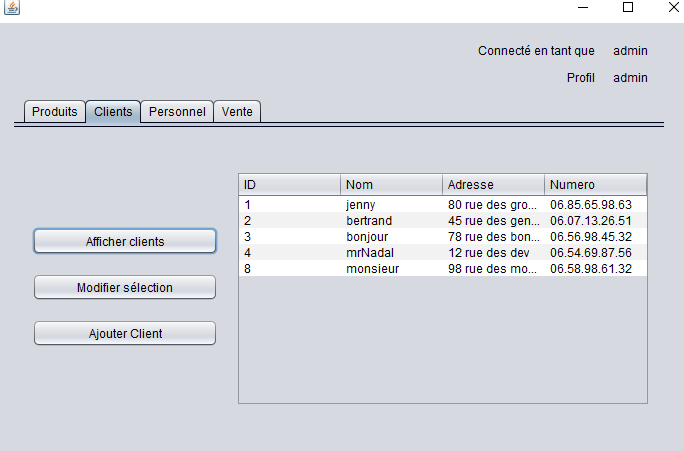 Connecté en tant que admin
Profil admin
Produits Clients Personnel Vente
ID Nom Adresse Numero
1 jenny 80 rue des gro... 06.85.65.98.63
2 bertrand 45 rue des gen... 06.07.13.26.51
3 bonjour 78 rue des bon... 06.56.98.45.32
4 mrNadal 12 rue des dev 06.54.69.87.56
8 monsieur 98 rue des mo... 06.58.98.61.32
Afficher clients
Modifier sélection
Ajouter Client